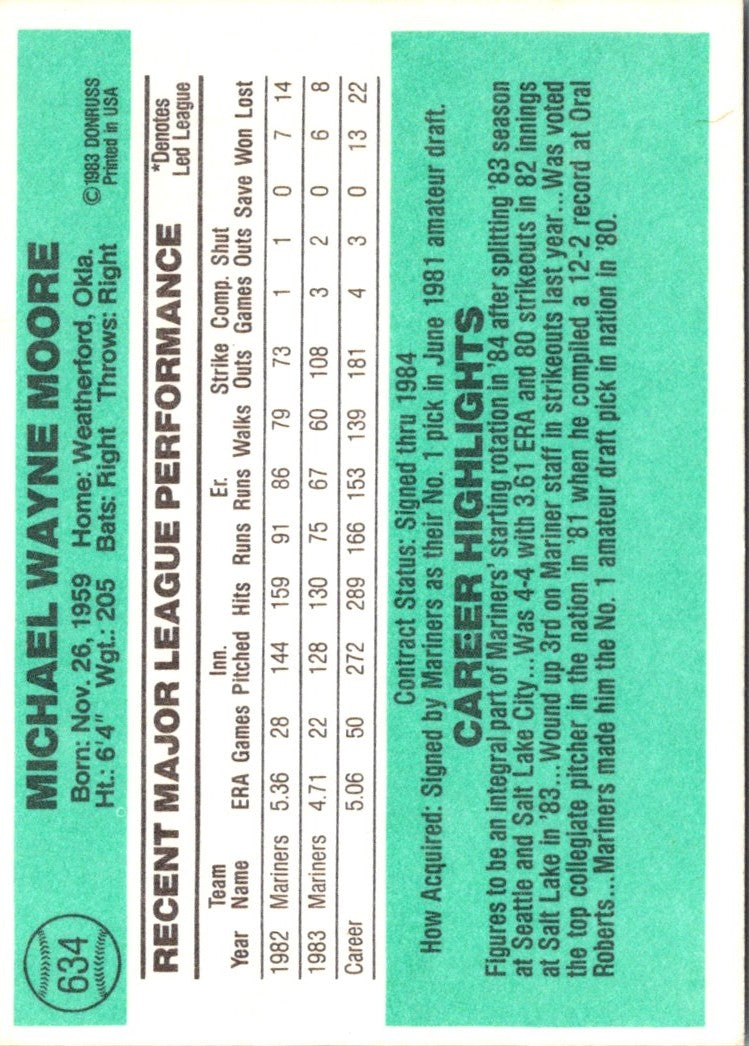 634
MICHAEL WAYNE MOORE
Born: Nov. 26, 1959 Home: Weatherford, Okla.
Ht.: 6'4" Wgt.: 205 Bats: Right Throws: Right
©1983 DONRUSS
Printed in USA
RECENT MAJOR LEAGUE PERFORMANCE
*Denotes
Led League
Team Inn. Er. Strike Comp. Shut
Year Name ERA Games Pitched Hits Runs Runs Walks Outs Games Outs Save Won Lost
1982 Mariners 5.36 28 144 159 91 86 79 73 1 1 0 7 14
1983 Mariners 4.71 22 128 130 75 67 60 108 3 2 0 6 8
Career 5.06 50 272 289 166 153 139 181 4 3 0 13 22
Contract Status: Signed thru 1984
How Acquired: Signed by Mariners as their No. 1 pick in June 1981 amateur draft.
CAREER HIGHLIGHTS
Figures to be an integral part of Mariners' starting rotation in '84 after splitting '83 season
at Seattle and Salt Lake City...Was 4-4 with 3.61 ERA and 80 strikeouts in 82 innings
at Salt Lake in '83...Wound up 3rd on Mariner staff in strikeouts last year...Was voted
the top collegiate pitcher in the nation in '81 when he compiled a 12-2 record at Oral
Roberts...Mariners made him the No. 1 amateur draft pick in nation in '80.